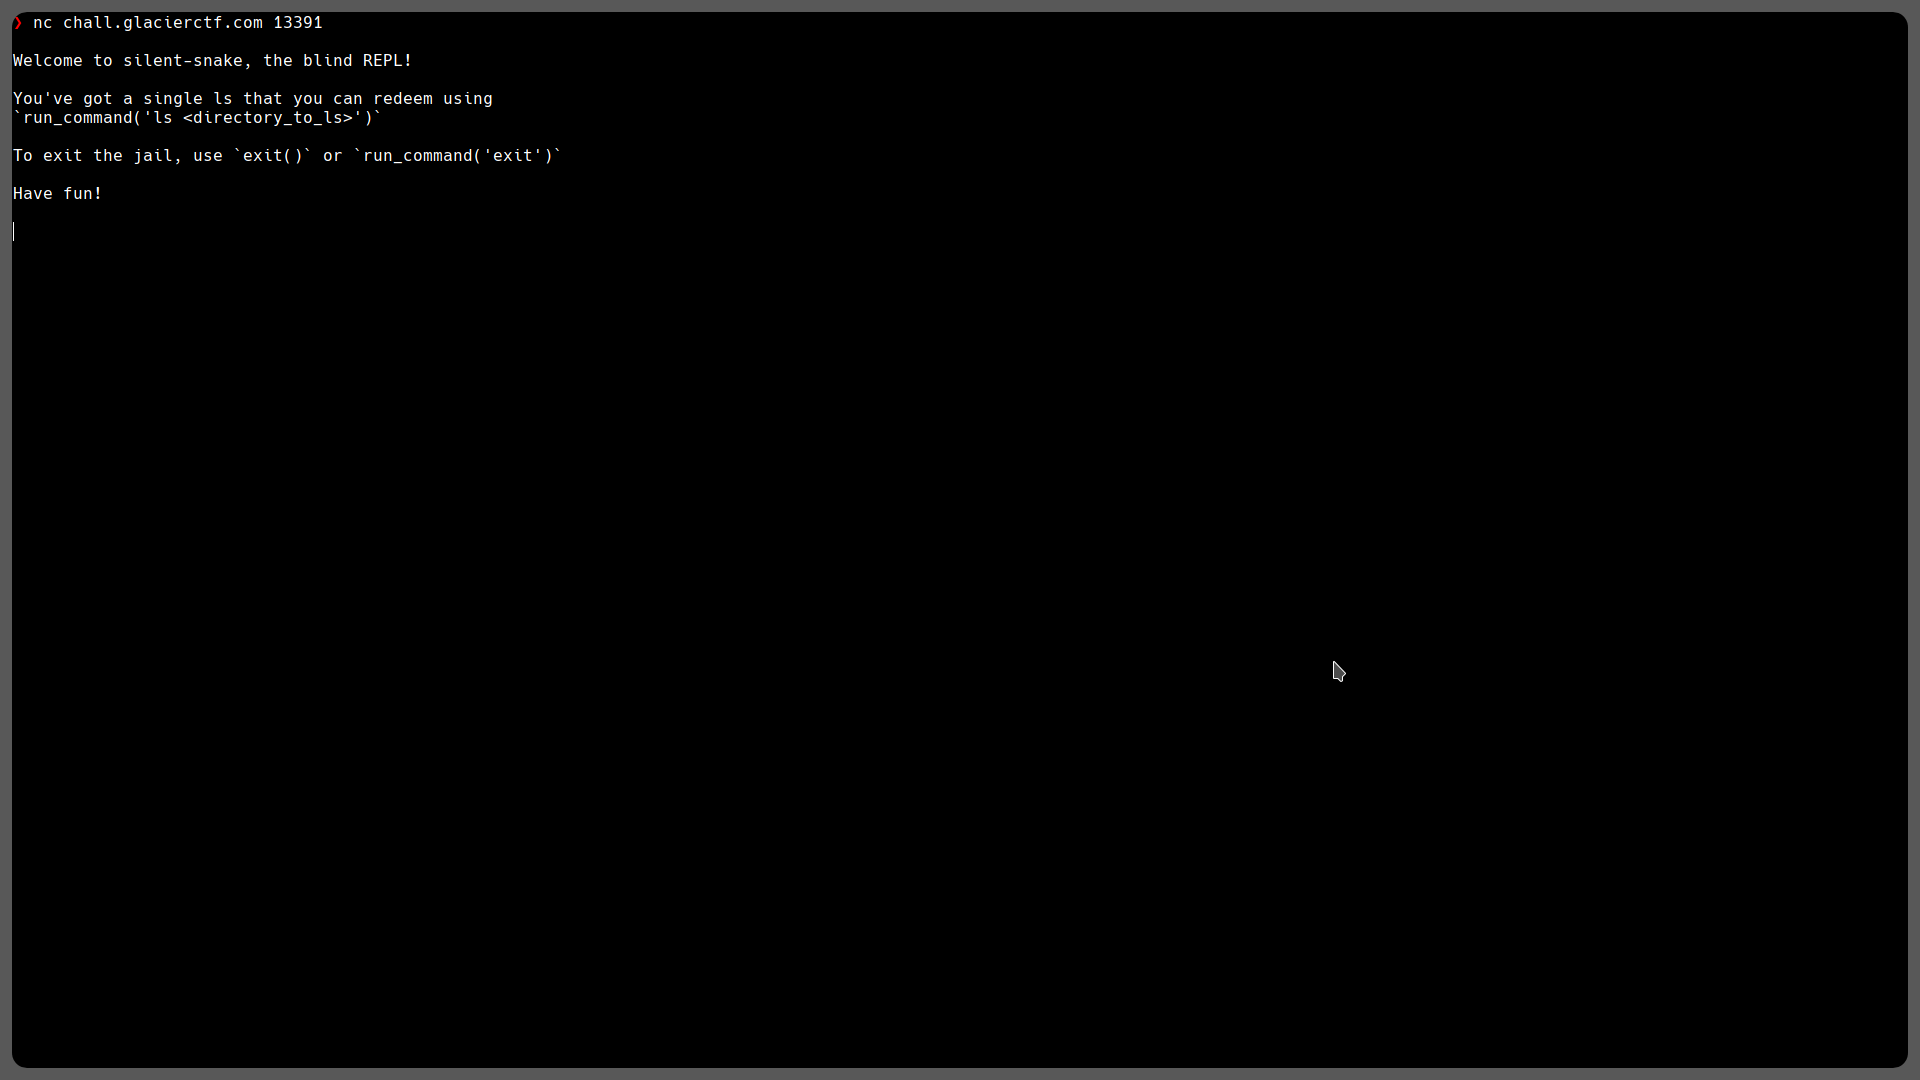 ❯ nc chall.glacierctf.com 13391
Welcome to silent-snake, the blind REPL!
You've got a single ls that you can redeem using
`run_command('ls <directory_to_ls>')`
To exit the jail, use `exit()` or `run_command('exit')`
Have fun!